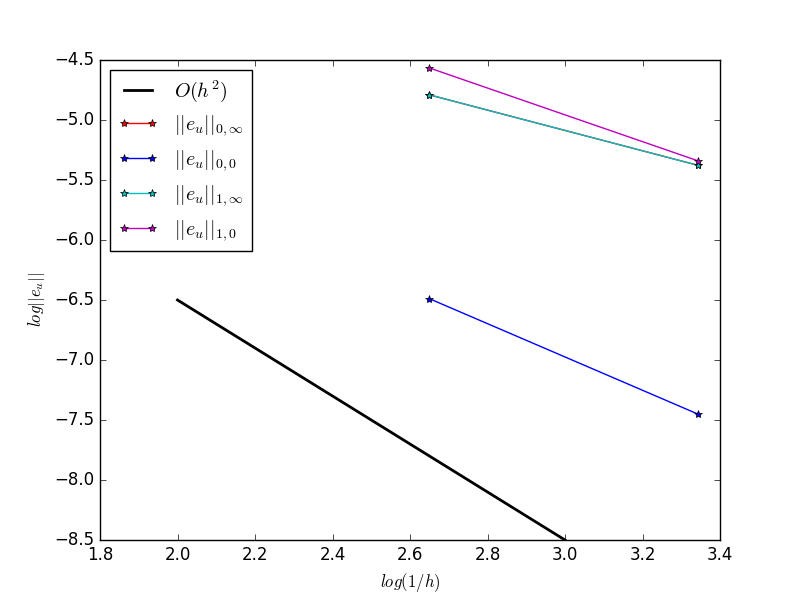 −4.5
−5.0
−5.5
−6.0
−6.5
−7.0
−7.5
−8.0
−8.5
log||e_u||
O(h^2)
||e_u||_{0,∞}
||e_u||_{0,0}
||e_u||_{1,∞}
||e_u||_{1,0}
1.8 2.0 2.2 2.4 2.6 2.8 3.0 3.2 3.4
log(1/h)